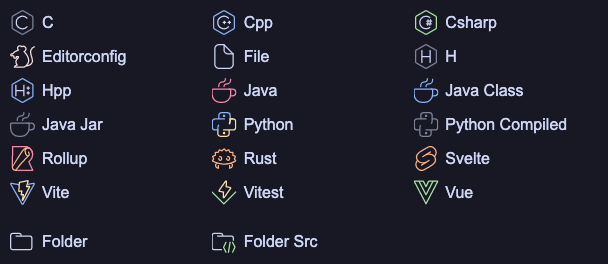 C Cpp Csharp
Editorconfig File H
Hpp Java Java Class
Java Jar Python Python Compiled
Rollup Rust Svelte
Vite Vitest Vue
Folder Folder Src